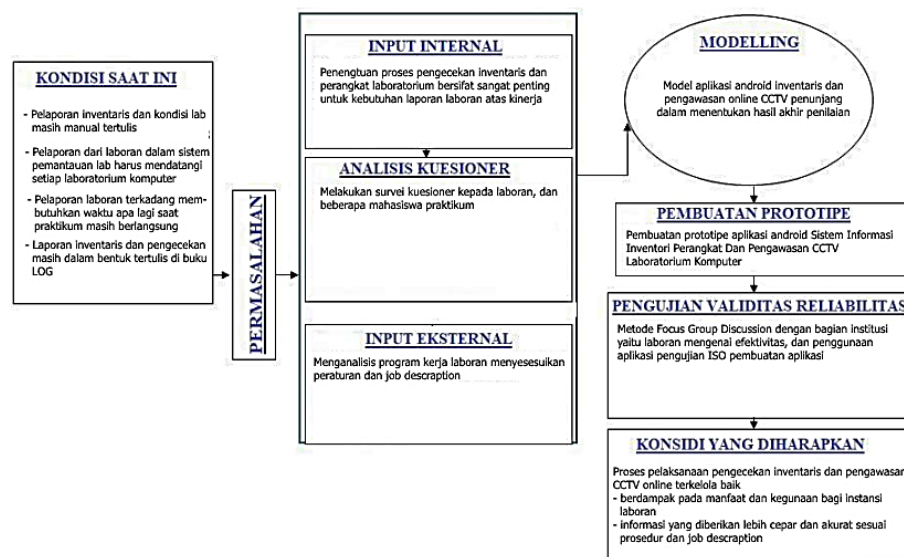 KONDISI SAAT INI
- Pelaporan inventaris dan kondisi lab
masih manual tertulis
;
- Pelaporan dari laboran dalam sistem
pemantauan lab harus mendatangi
setiap laboratorium komputer
- Pelaporan laboran terkadang mem-
butuhkan waktu apa lagi saat
praktikum masih berlangsung
- Laporan inventaris dan pengecekan
masih dalam bentuk tertulis di buku
LOG
PERMASALAHAN
INPUT INTERNAL
Penengtuan proses pengecekan inventaris dan
perangkat laboratorium bersifat sangat penting
untuk kebutuhan laporan laboran atas kinerja
ANALISIS KUESIONER
Melakukan survei kuesioner kepada laboran, dan
beberapa mahasiswa praktikum
INPUT EKSTERNAL
Menganalisis program kerja laboran menyesesuikan
peraturan dan job descraption
MODELLING
Model aplikasi android inventaris dan
pengawasan online CCTV penunjang
dalam menentukan hasil akhir penilaian
PEMBUATAN PROTOTIPE
Pembuatan prototipe aplikasi android Sistem Informasi
Inventori Perangkat Dan Pengawasan CCTV
Laboratorium Komputer
PENGUJIAN VALIDITAS RELIABILITAS
Metode Focus Group Discussion dengan bagian institusi
yaitu laboran mengenai efektivitas, dan penggunaan
aplikasi pengujian ISO pembuatan aplikasi
KONSIDI YANG DIHARAPKAN
Proses pelaksanaan pengecekan inventaris dan pengawasan
CCTV online terkelola baik
- berdampak pada manfaat dan kegunaan bagi instansi
laboran
- informasi yang diberikan lebih cepar dan akurat sesuai
prosedur dan job descraption